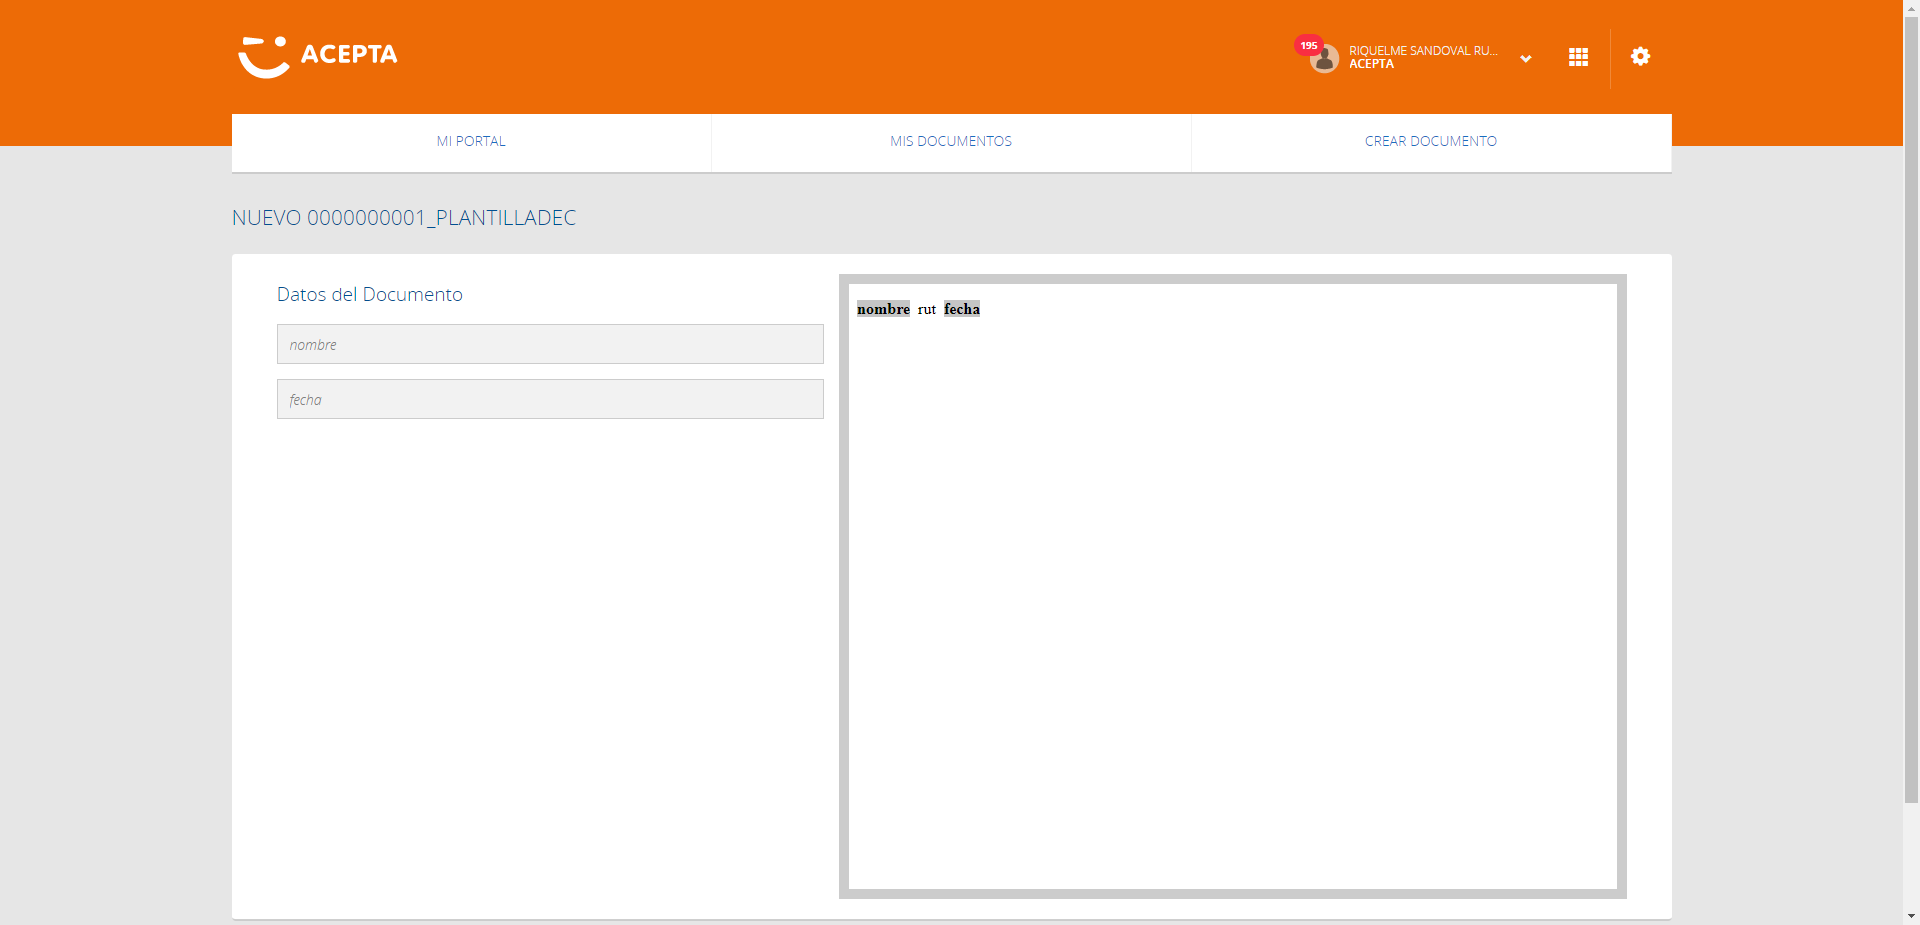 ACEPTA
195
RIQUELME SANDOVAL RU...
ACEPTA
MI PORTAL
MIS DOCUMENTOS
CREAR DOCUMENTO
NUEVO 0000000001_PLANTILLADEC
Datos del Documento
nombre
fecha
nombre rut fecha